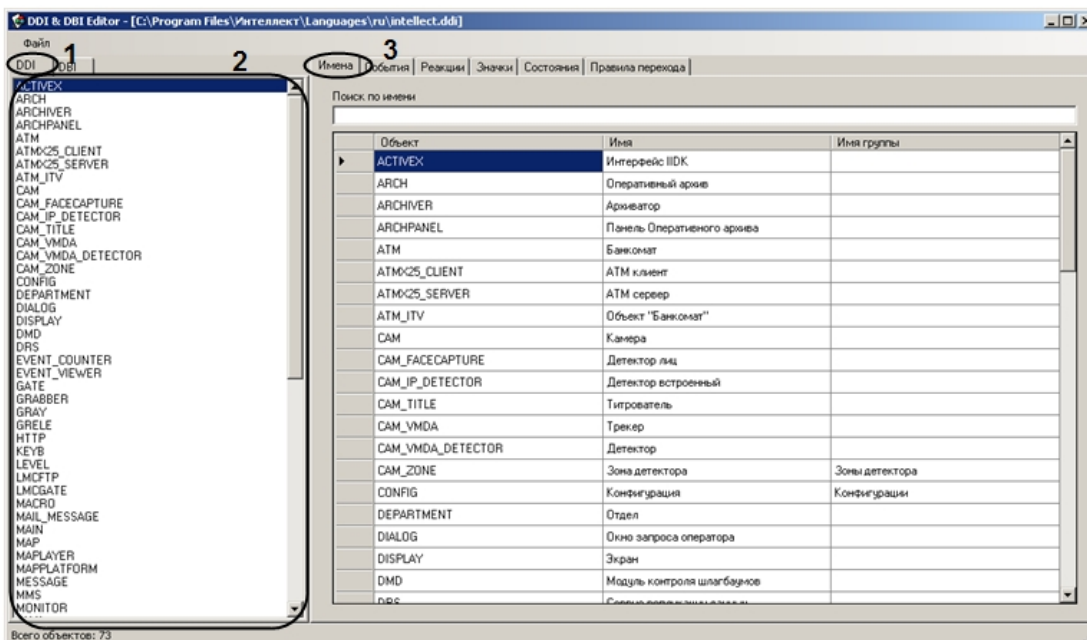 DDI & DBI Editor - [C:\Program Files\Интеллект\Languages\ru\intellect.ddi]
Файл
1
2
3
DDI
DBI
Имена
События
Реакции
Значки
Состояния
Правила перехода
ACTIVEX
ARCH
ARCHIVER
ARCHPANEL
ATM
ATMX25_CLIENT
ATMX25_SERVER
ATM_ITV
CAM
CAM_FACECAPTURE
CAM_IP_DETECTOR
CAM_TITLE
CAM_VMDA
CAM_VMDA_DETECTOR
CAM_ZONE
CONFIG
DEPARTMENT
DIALOG
DISPLAY
DMD
DRS
EVENT_COUNTER
EVENT_VIEWER
GATE
GRABBER
GRAY
GRELE
HTTP
KEYB
LEVEL
LMCFTP
LMCGATE
MACRO
MAIL_MESSAGE
MAIN
MAP
MAPLAYER
MAPPLATFORM
MESSAGE
MMS
MONITOR
Поиск по имени
Объект Имя Имя группы
ACTIVEX Интерфейс IIDK
ARCH Оперативный архив
ARCHIVER Архиватор
ARCHPANEL Панель Оперативного архива
ATM Банкомат
ATMX25_CLIENT ATM клиент
ATMX25_SERVER ATM сервер
ATM_ITV Объект "Банкомат"
CAM Камера
CAM_FACECAPTURE Детектор лиц
CAM_IP_DETECTOR Детектор встроенный
CAM_TITLE Титрователь
CAM_VMDA Трекер
CAM_VMDA_DETECTOR Детектор
CAM_ZONE Зона детектора Зоны детектора
CONFIG Конфигурация Конфигурации
DEPARTMENT Отдел
DIALOG Окно запроса оператора
DISPLAY Экран
DMD Модуль контроля шлагбаумов
DRS
Всего объектов: 73